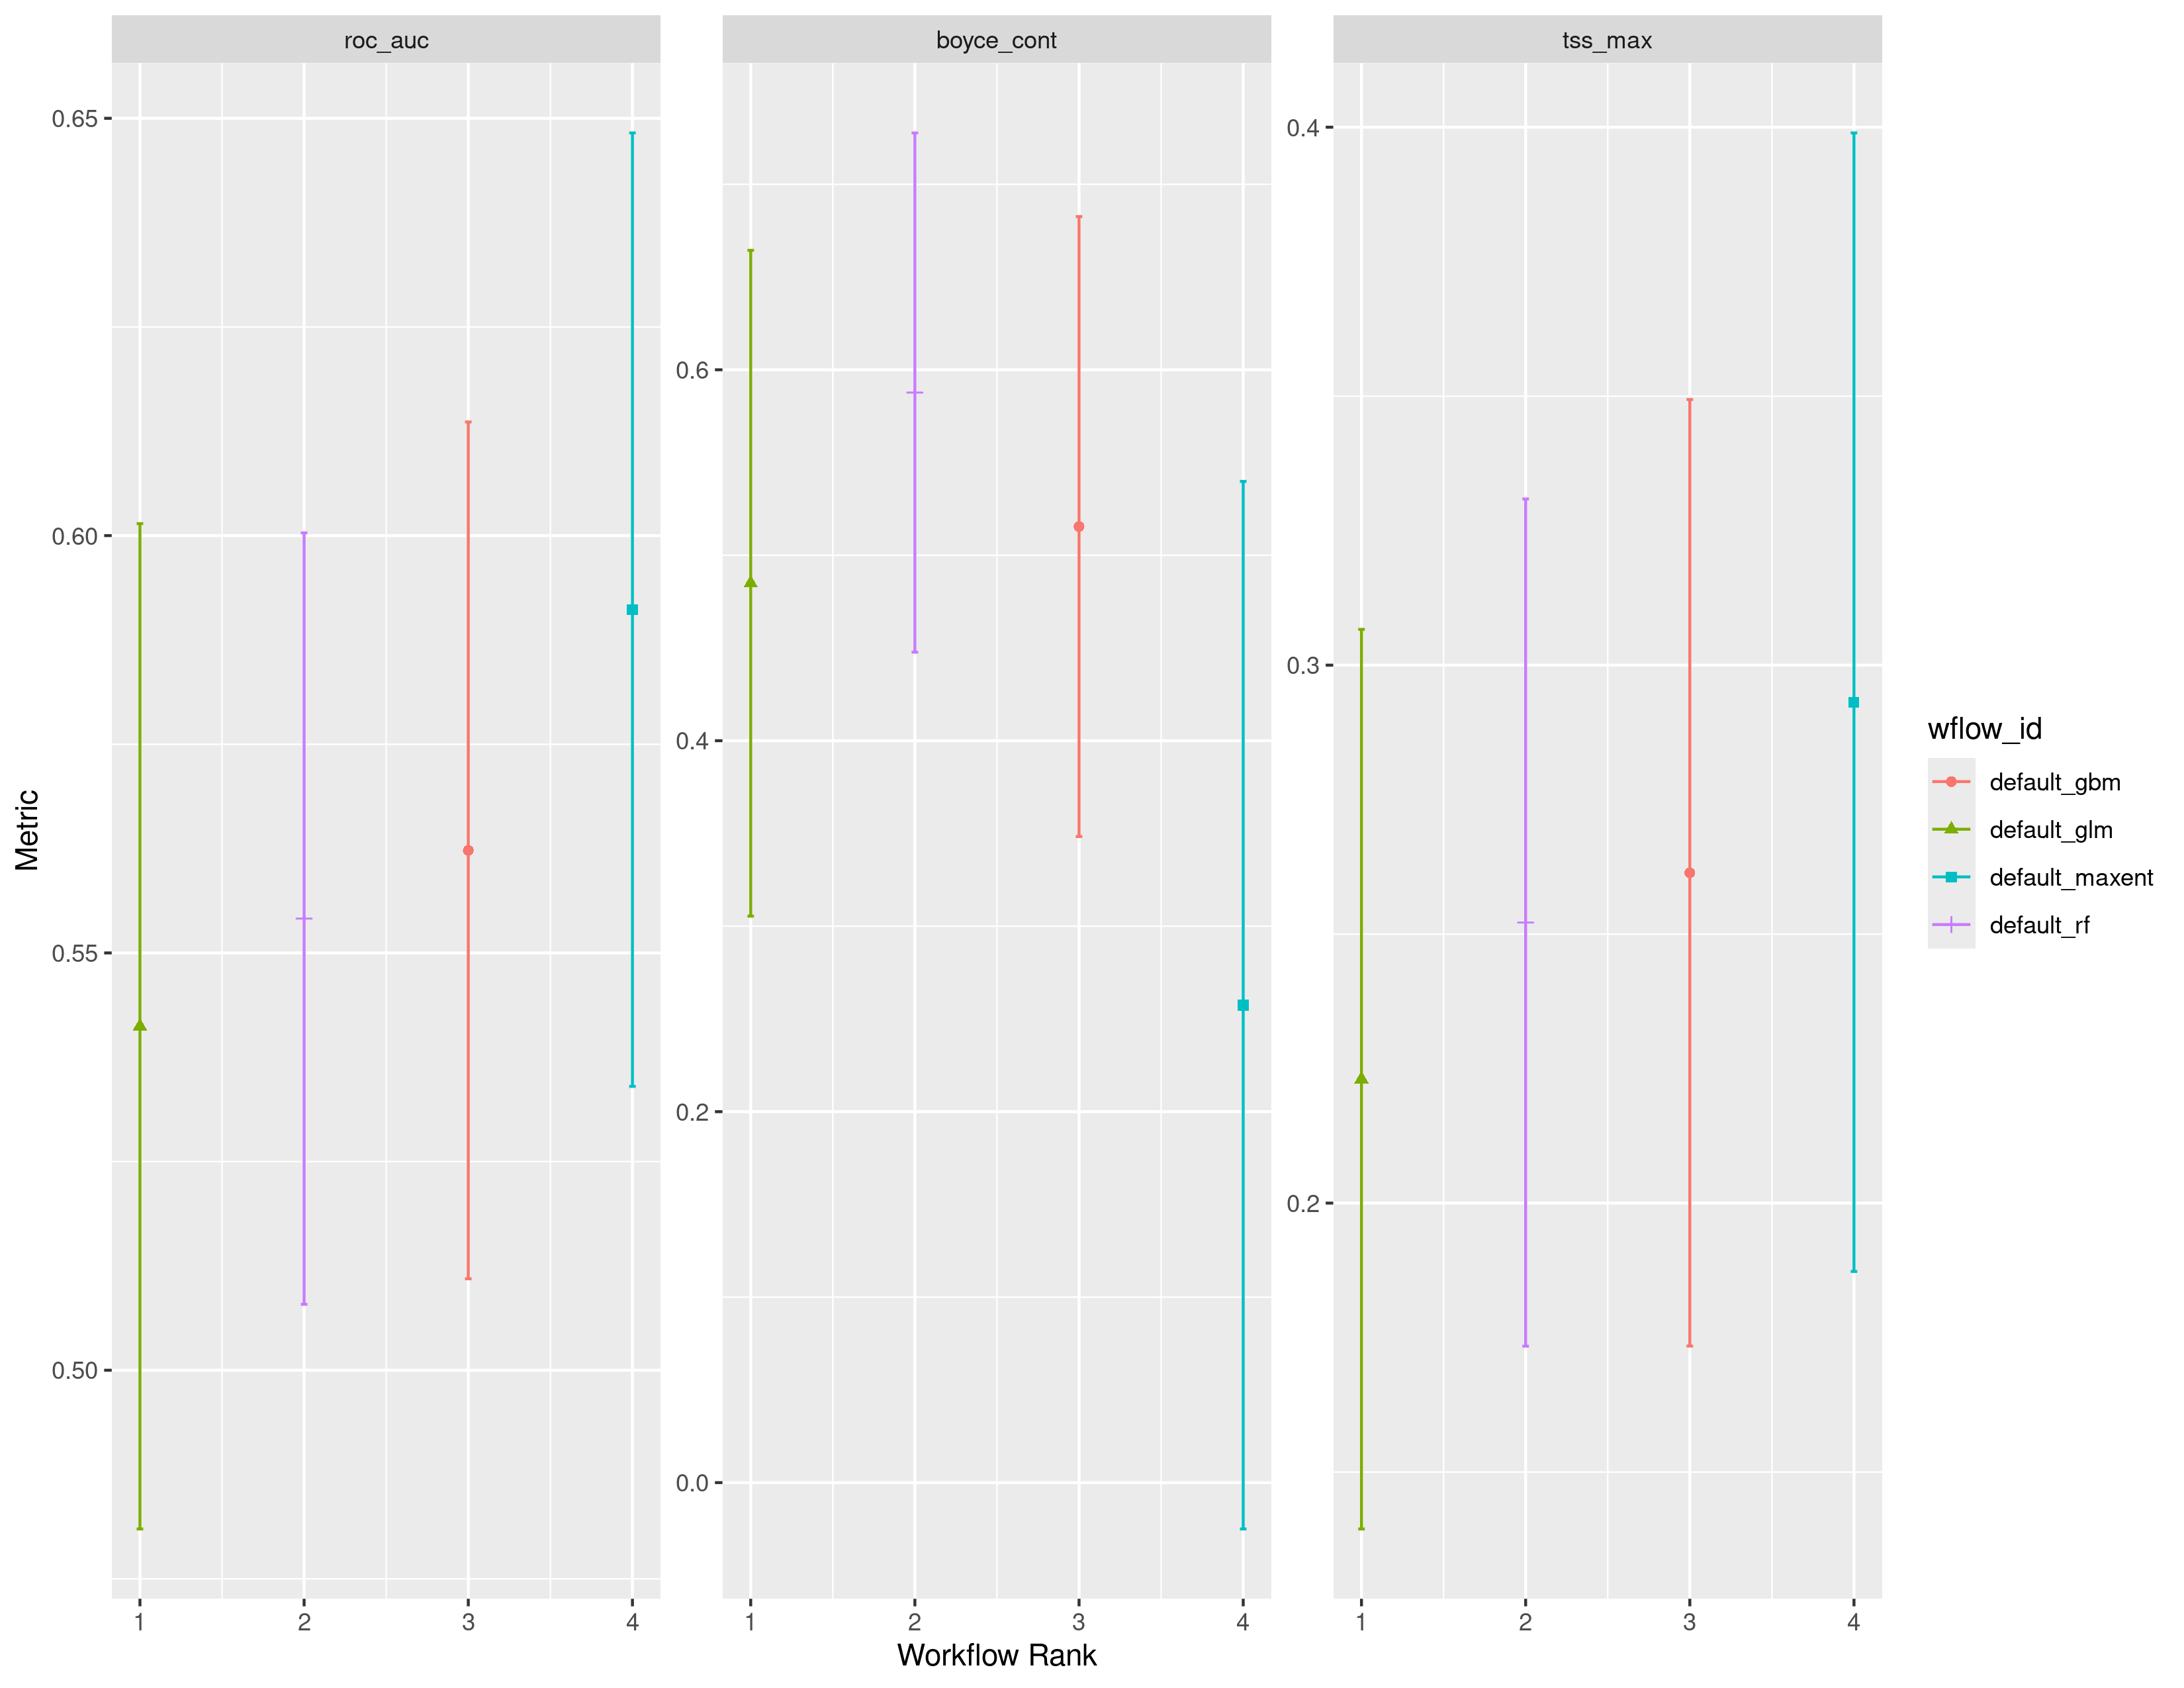 roc_auc
boyce_cont
tss_max
Metric
0.65
0.60
0.55
0.50
0.6
0.4
0.2
0.0
0.4
0.3
0.2
1 2 3 4
1 2 3 4
1 2 3 4
Workflow Rank
wflow_id
default_gbm
default_glm
default_maxent
default_rf